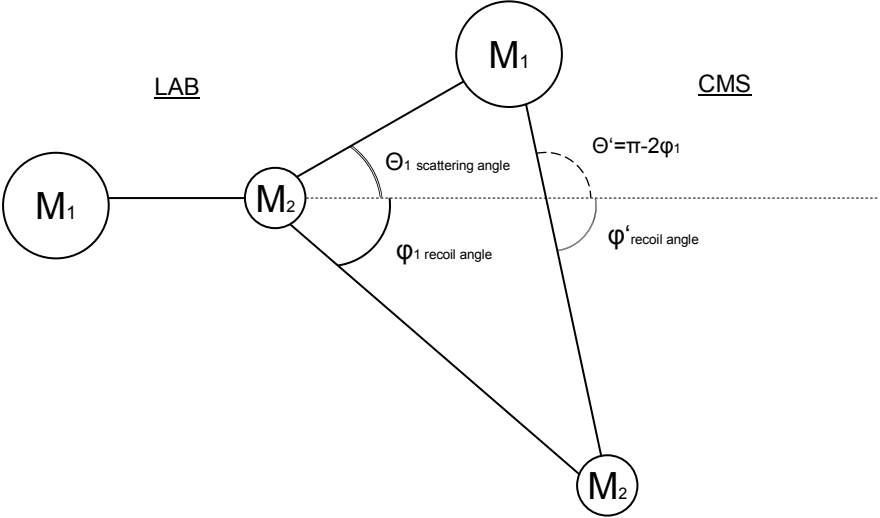 LAB
CMS
M1
M1
M2
Θ1 scattering angle
Θ‘=π-2φ1
φ1 recoil angle
φ‘recoil angle
M2